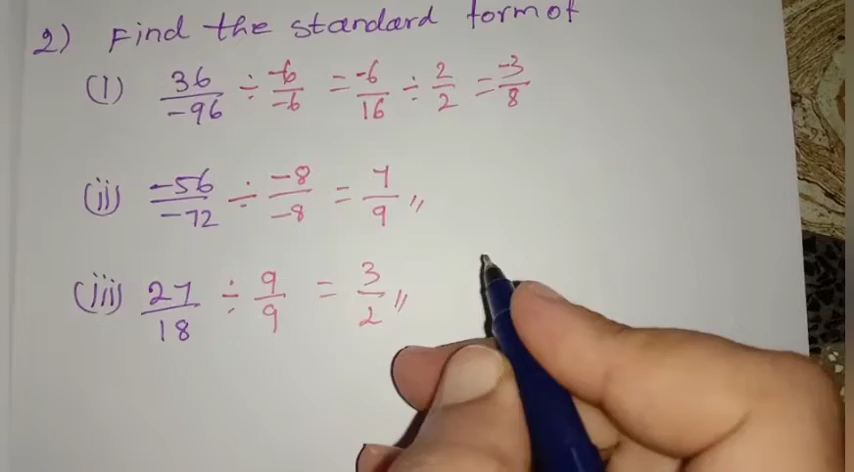 2) Find the standard form of
(i) 36/-96 ÷ -6/-6 = -6/16 ÷ 2/2 = -3/8
(ii) -56/-72 ÷ -8/-8 = 7/9 //
(iii) 27/18 ÷ 9/9 = 3/2 //